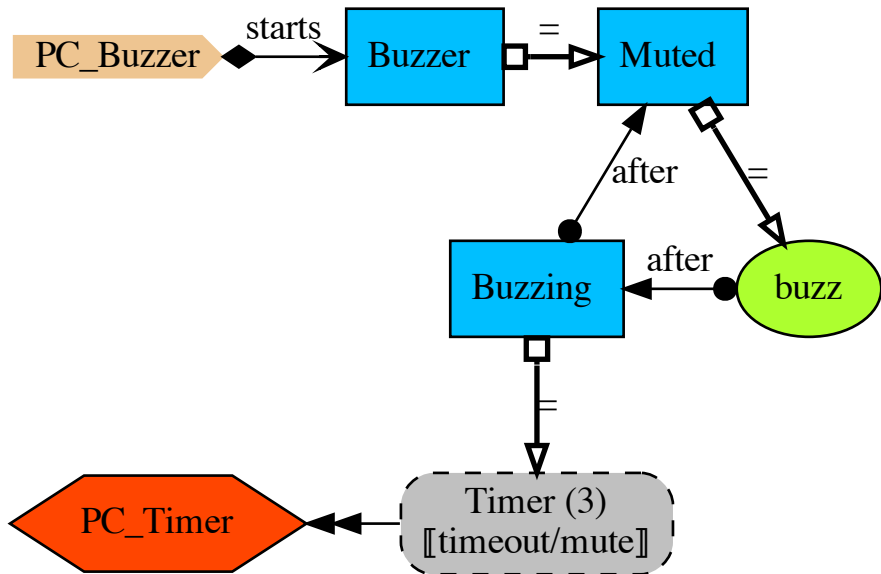 starts
=
PC_Buzzer
Buzzer
Muted
after
=
after
Buzzing
buzz
=
Timer (3)
PC_Timer
⟦timeout/mute⟧